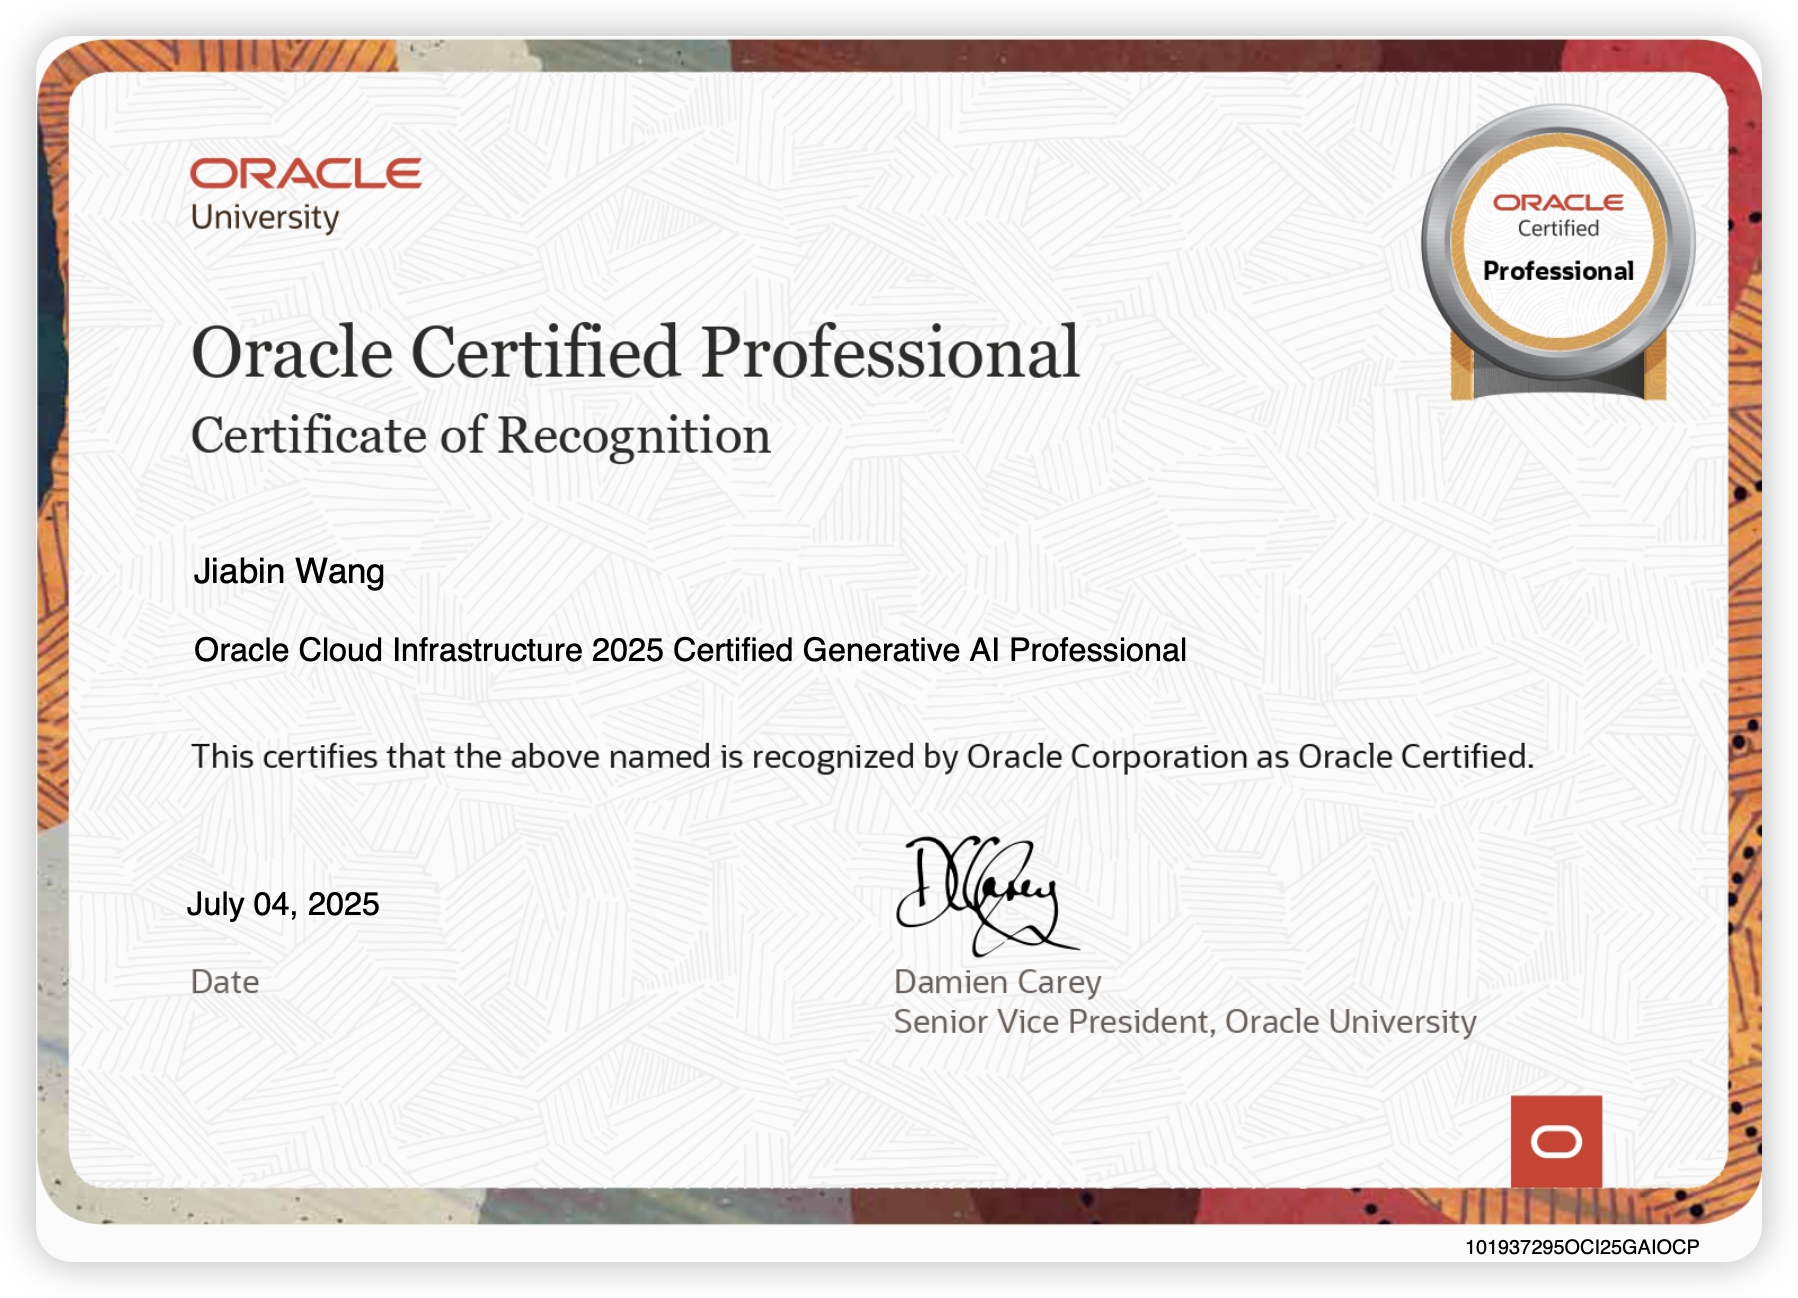 ORACLE
University
ORACLE
Certified
Professional
Oracle Certified Professional
Certificate of Recognition
Jiabin Wang
Oracle Cloud Infrastructure 2025 Certified Generative AI Professional
This certifies that the above named is recognized by Oracle Corporation as Oracle Certified.
July 04, 2025
Date
DCarey
Damien Carey
Senior Vice President, Oracle University
101937295OCI25GAIOCP